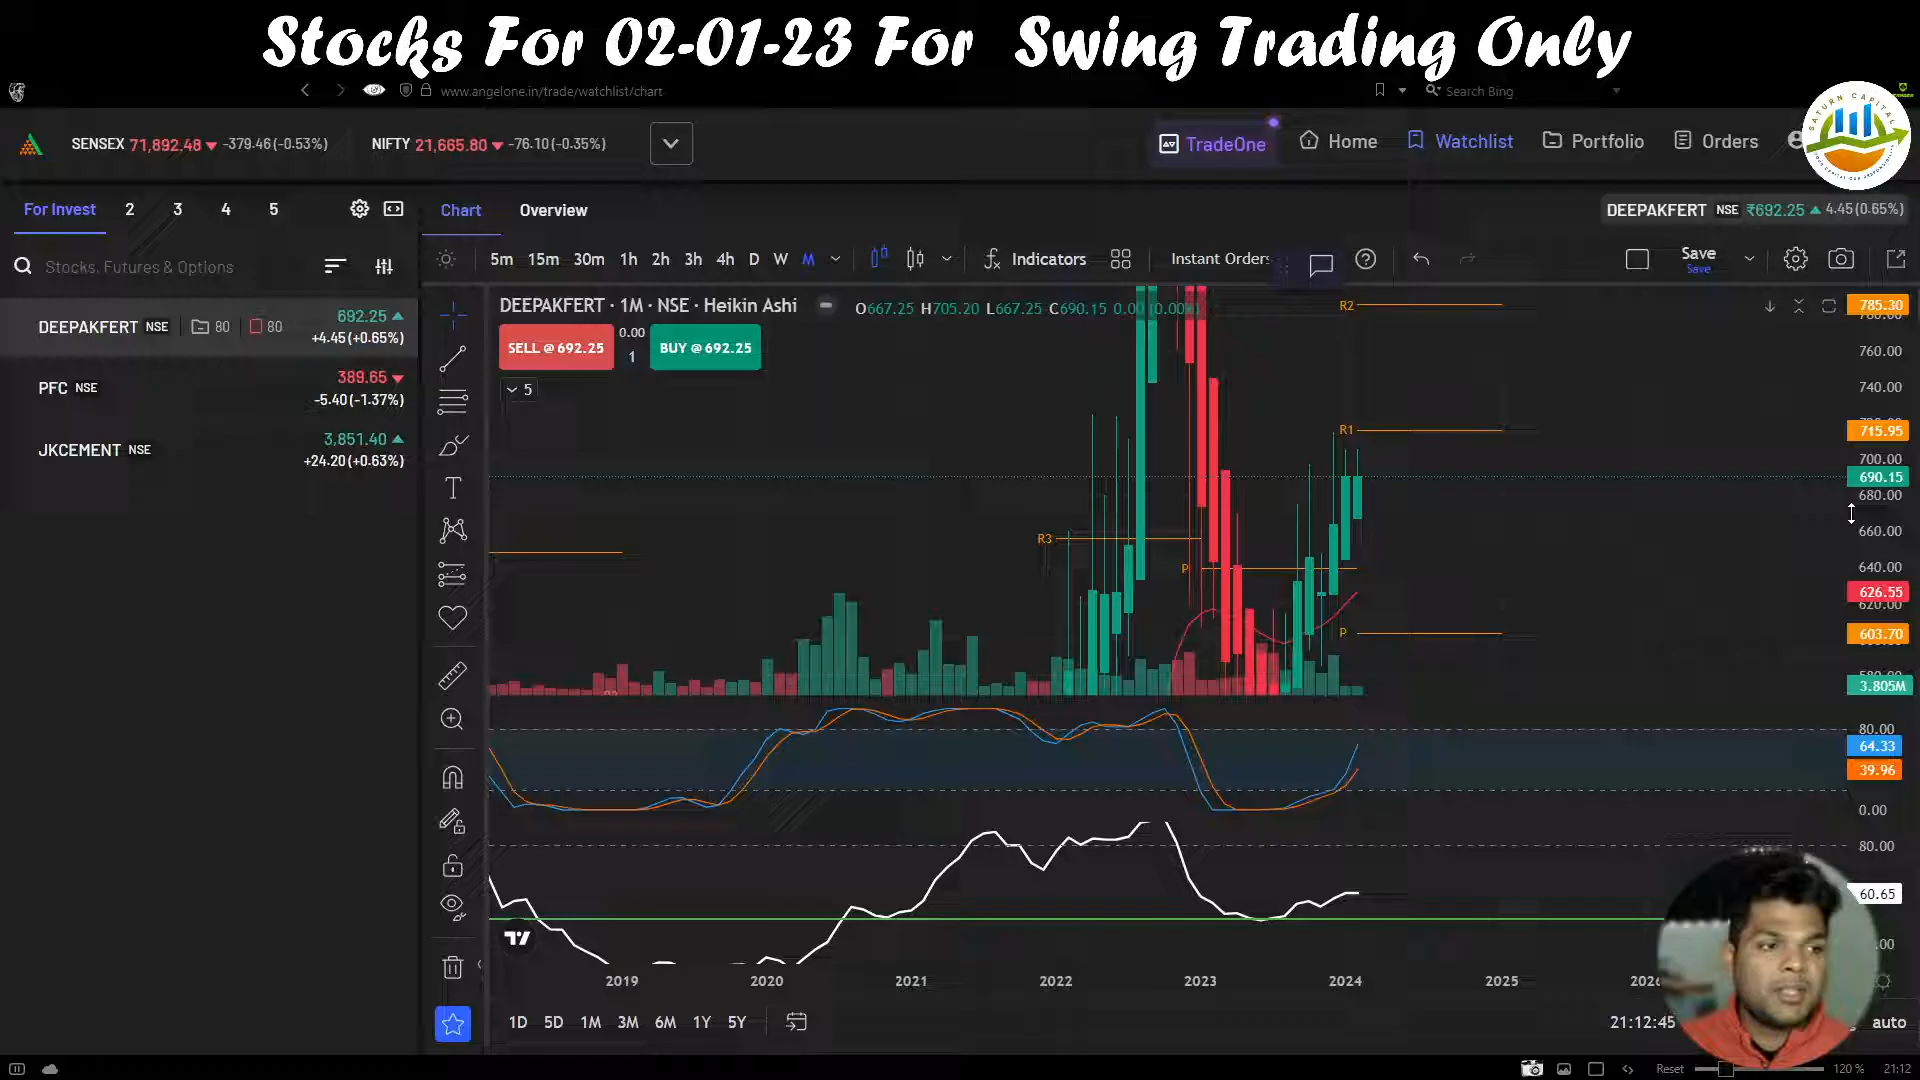 Stocks For 02-01-23 For Swing Trading Only
www.angelone.in/trade/watchlist/chart
Search Bing
SENSEX 71,892.48 -379.46(-0.53%)
NIFTY 21,665.80 -76.10(-0.35%)
TradeOne
Home
Watchlist
Portfolio
Orders
SATURN CAPITAL
For Invest 2 3 4 5
Chart Overview
DEEPAKFERT NSE ₹692.25 4.45(0.65%)
Stocks, Futures & Options
5m 15m 30m 1h 2h 3h 4h D W M
Indicators
Instant Orders
Save
Save
DEEPAKFERT NSE 80 80 692.25
+4.45(+0.65%)
PFC NSE 389.65
-5.40(-1.37%)
JKCEMENT NSE 3,851.40
+24.20(+0.63%)
DEEPAKFERT · 1M · NSE · Heikin Ashi
O667.25 H705.20 L667.25 C690.15 0.00 (0.00%)
SELL @ 692.25
0.00
1
BUY @ 692.25
5
R2
R1
R3
P
P
785.30
760.00
740.00
715.95
700.00
690.15
680.00
660.00
640.00
626.55
620.00
603.70
3.805M
80.00
64.33
39.96
0.00
80.00
60.65
2019 2020 2021 2022 2023 2024 2025
1D 5D 1M 3M 6M 1Y 5Y
21:12:45
auto
Reset 120 % 21:12